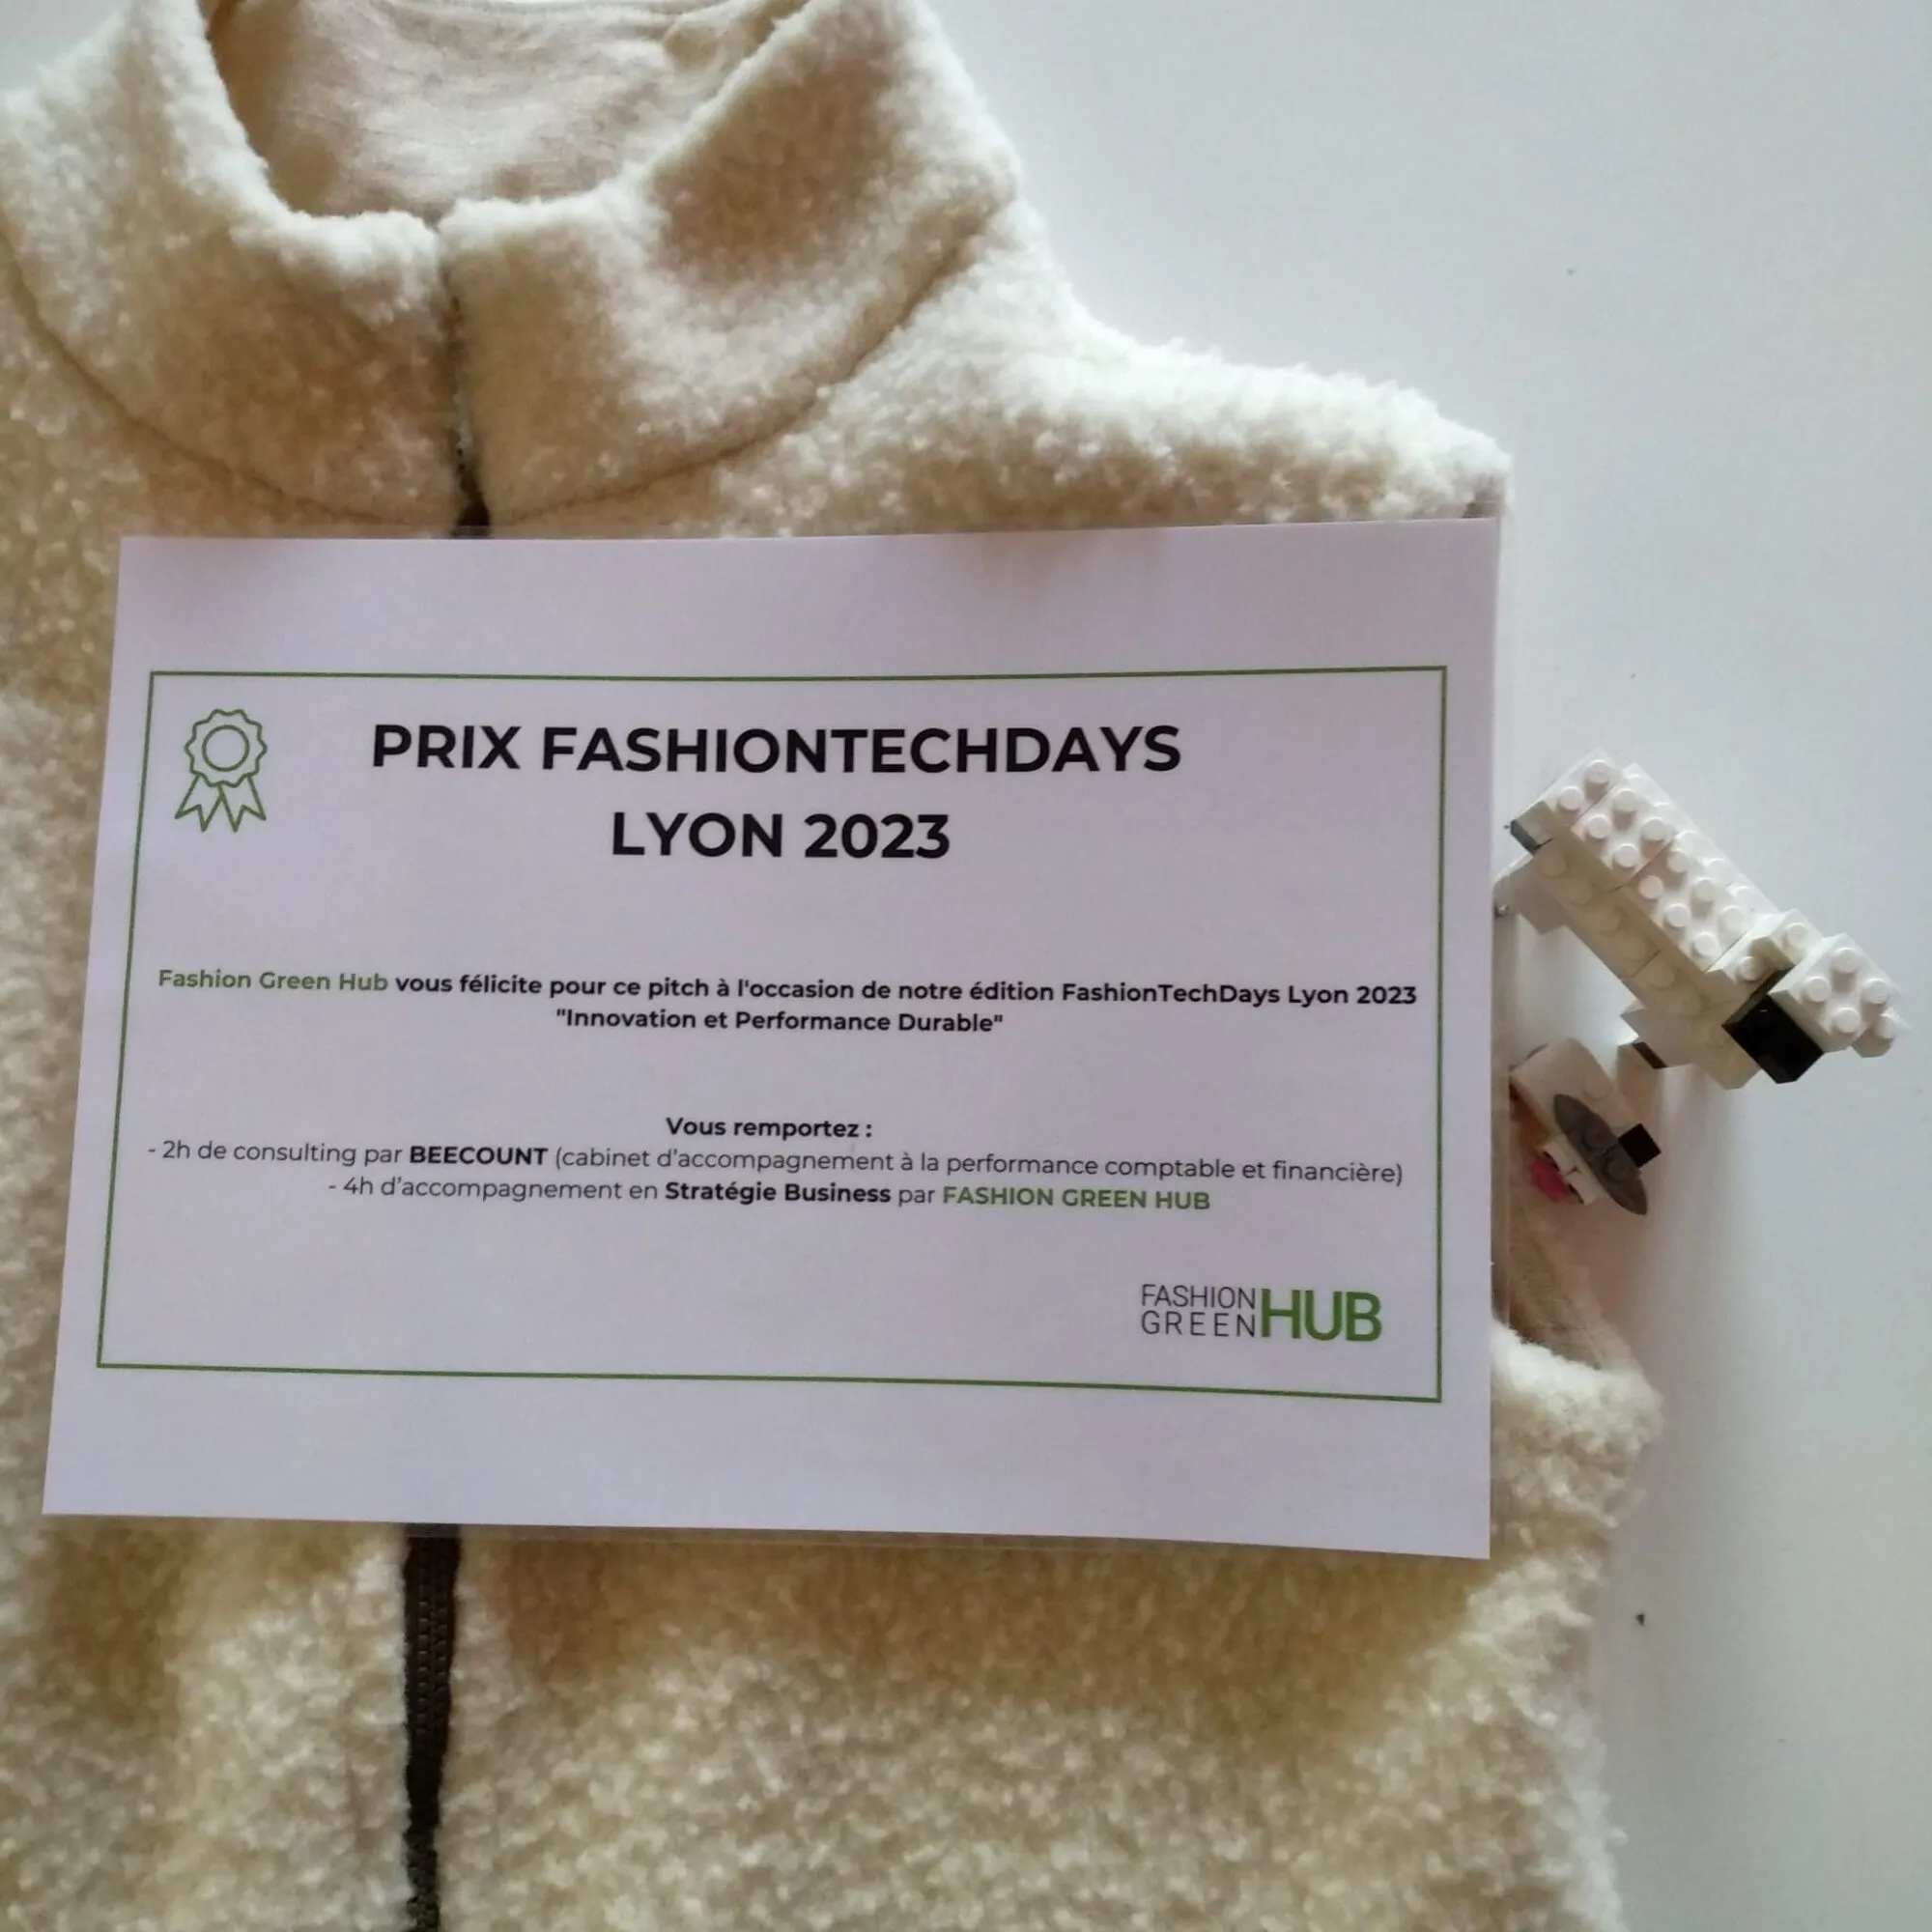 PRIX FASHIONTECHDAYS
LYON 2023
Fashion Green Hub vous félicite pour ce pitch à l'occasion de notre édition FashionTechDays Lyon 2023
"Innovation et Performance Durable"
Vous remportez :
- 2h de consulting par BEECOUNT (cabinet d'accompagnement à la performance comptable et financière)
- 4h d'accompagnement en Stratégie Business par FASHION GREEN HUB
FASHION
GREEN HUB